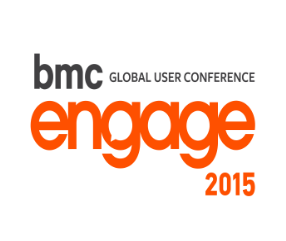 bmc GLOBAL USER CONFERENCE
engage
2015